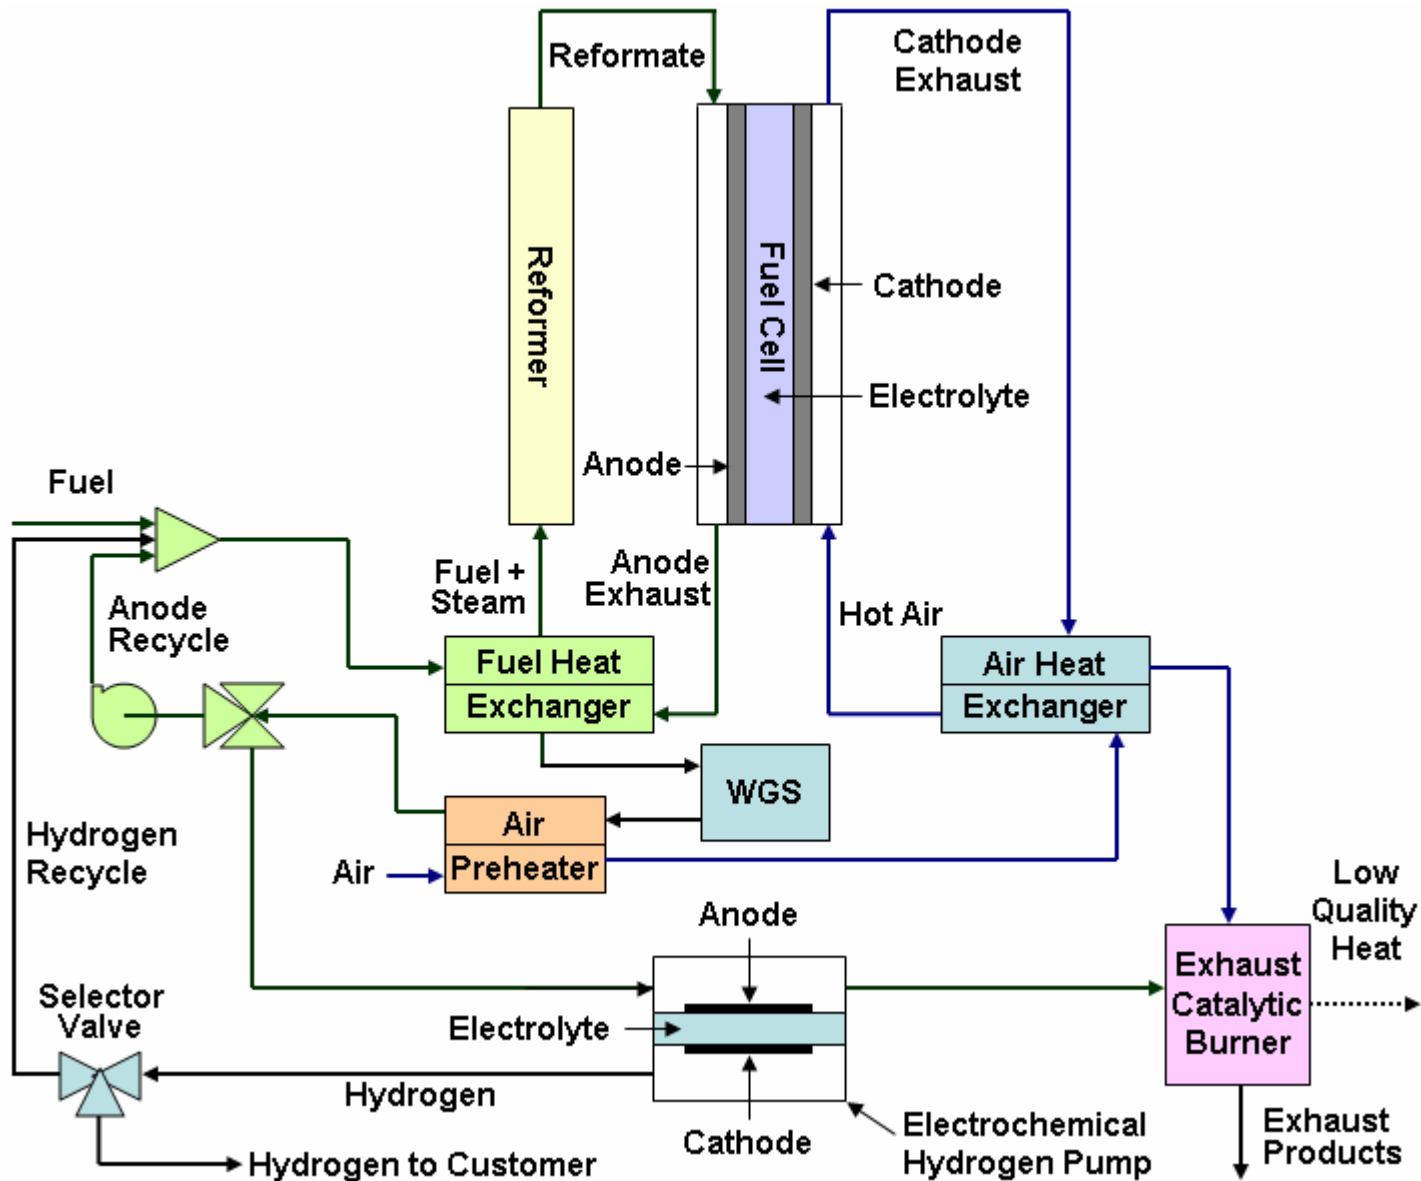 Reformate
Cathode
Exhaust
Reformer
Fuel Cell
Cathode
Electrolyte
Anode
Fuel
Anode
Recycle
Fuel +
Steam
Anode
Exhaust
Hot Air
Fuel Heat
Exchanger
Air Heat
Exchanger
WGS
Air
Preheater
Air
Hydrogen
Recycle
Low
Quality
Heat
Anode
Exhaust
Catalytic
Burner
Selector
Valve
Electrolyte
Hydrogen
Cathode
Electrochemical
Hydrogen Pump
Exhaust
Products
Hydrogen to Customer